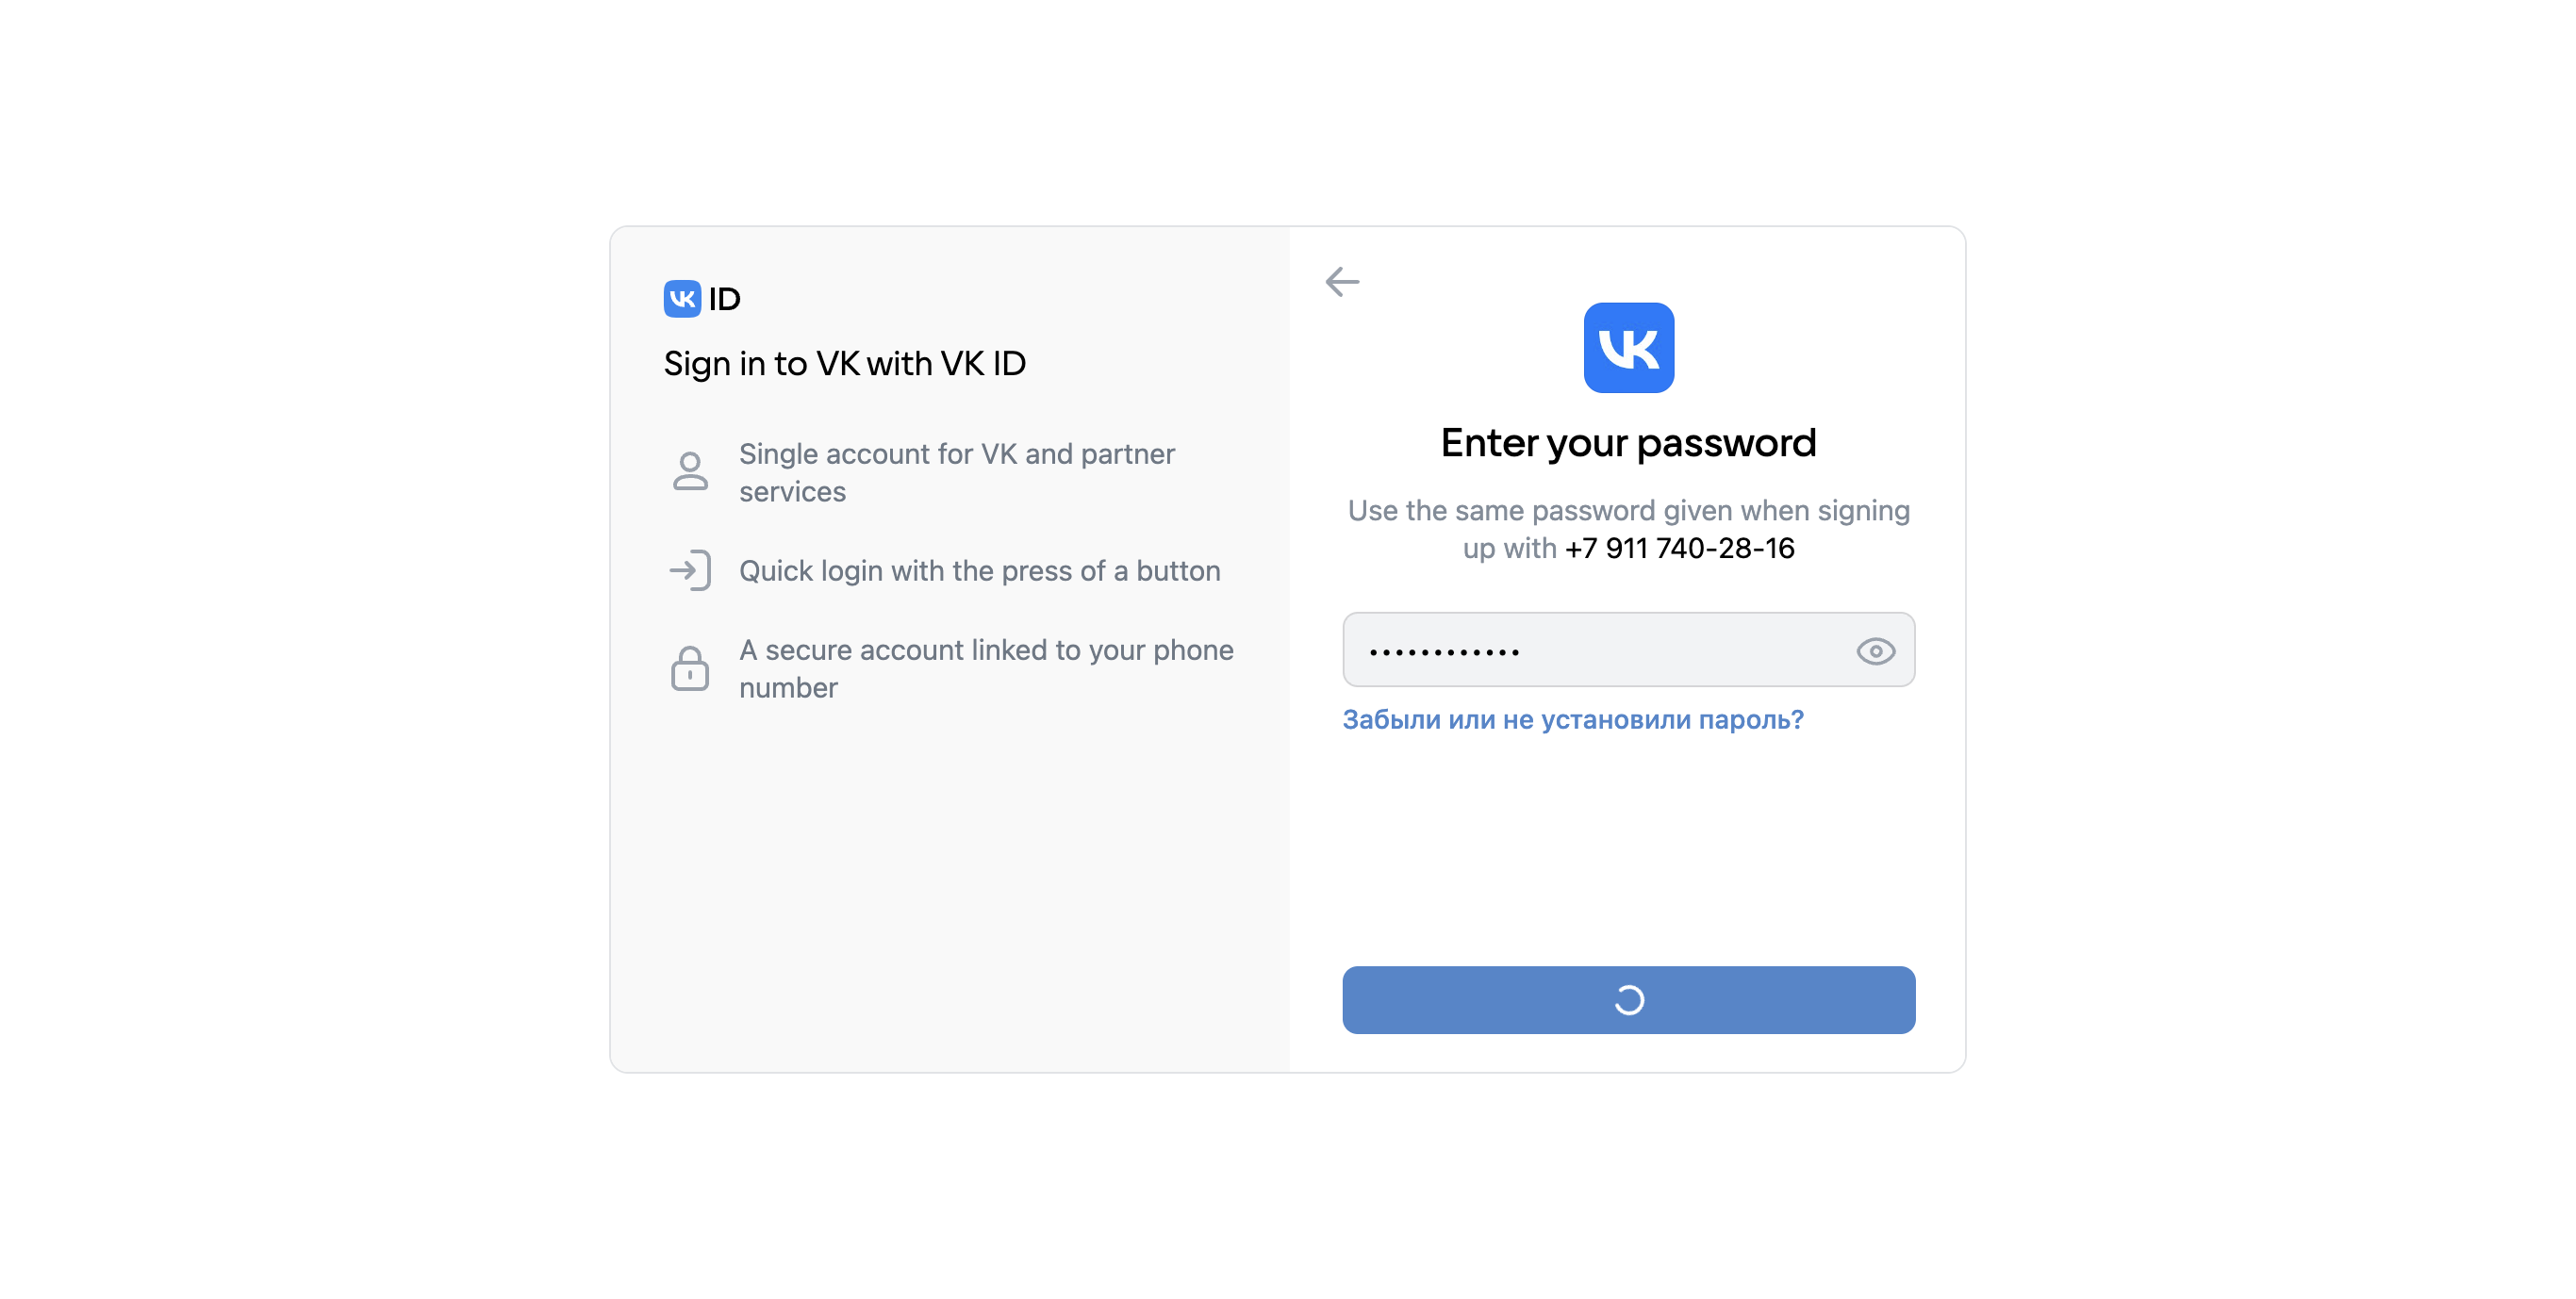 VK ID
Sign in to VK with VK ID
Single account for VK and partner
services
Quick login with the press of a button
A secure account linked to your phone
number
VK
Enter your password
Use the same password given when signing
up with +7 911 740-28-16
••••••••••••
Забыли или не установили пароль?